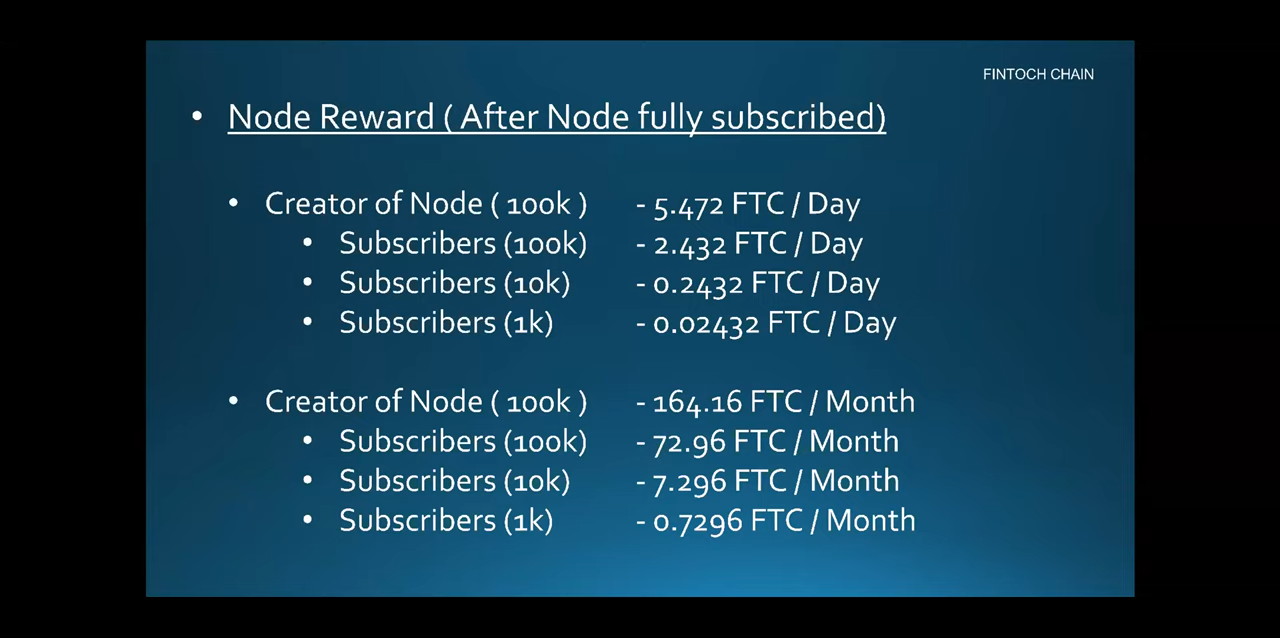 FINTOCH CHAIN
• Node Reward ( After Node fully subscribed)
• Creator of Node ( 100k ) - 5.472 FTC / Day
• Subscribers (100k) - 2.432 FTC / Day
• Subscribers (10k) - 0.2432 FTC / Day
• Subscribers (1k) - 0.02432 FTC / Day
• Creator of Node ( 100k ) - 164.16 FTC / Month
• Subscribers (100k) - 72.96 FTC / Month
• Subscribers (10k) - 7.296 FTC / Month
• Subscribers (1k) - 0.7296 FTC / Month